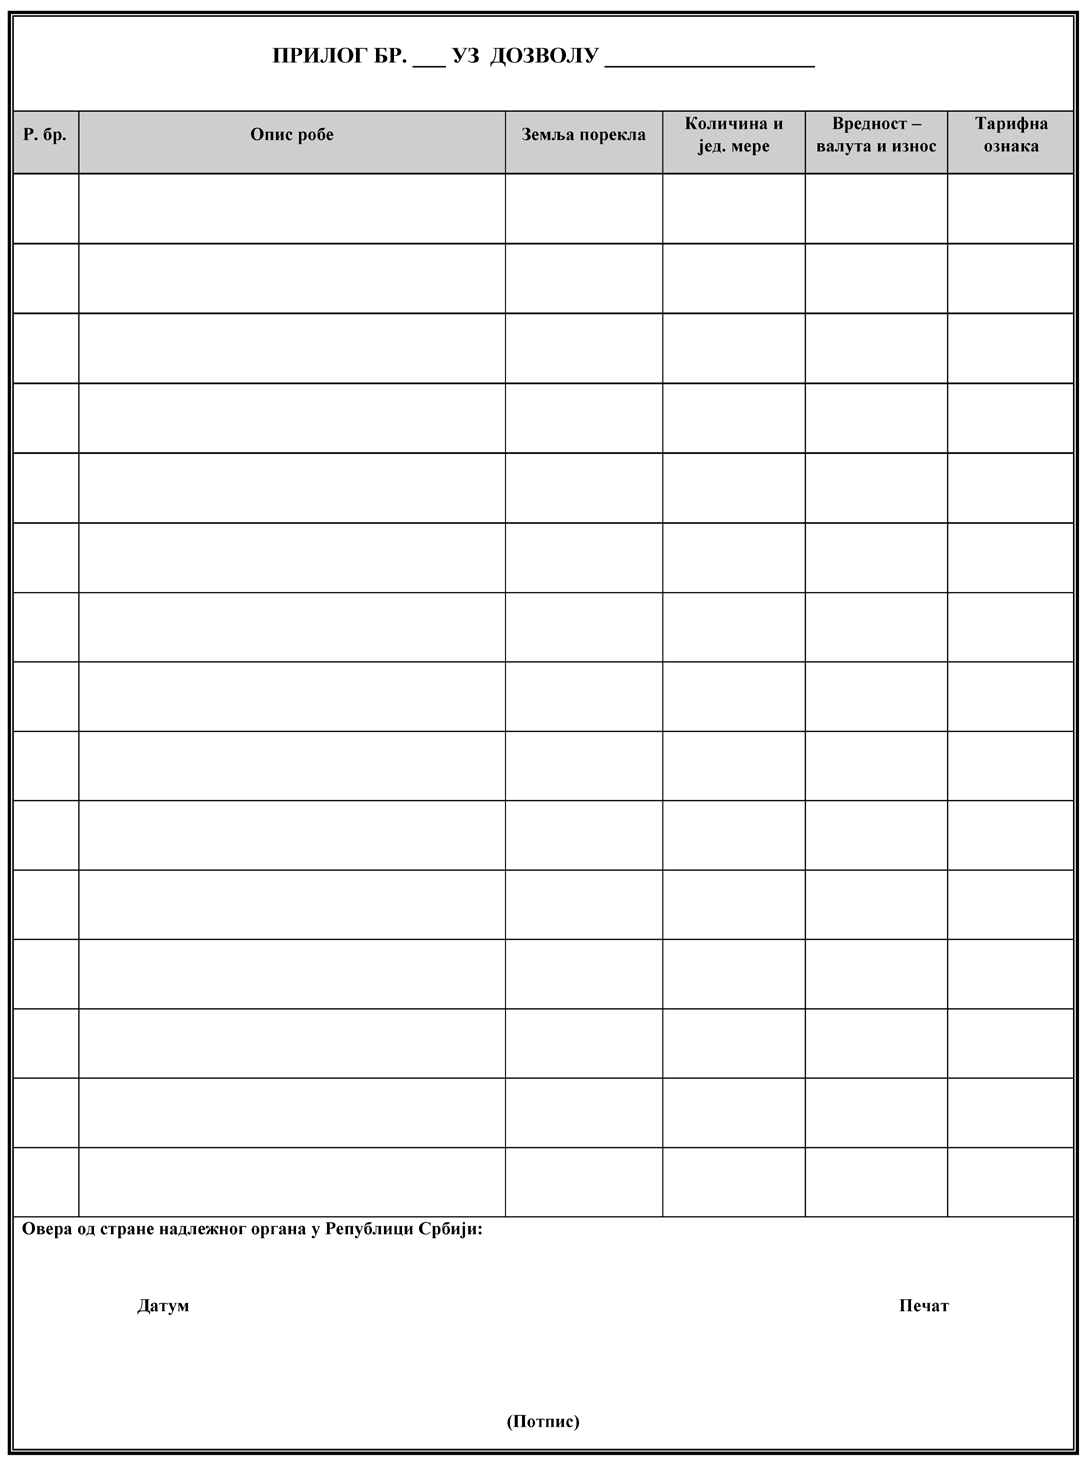 ПРИЛОГ БР. ___ УЗ ДОЗВОЛУ ___________________
Р. бр.
Опис робе
Земља порекла
Количина и
јед. мере
Вредност –
валута и износ
Тарифна
ознака
Овера од стране надлежног органа у Републици Србији:
Датум
Печат
(Потпис)